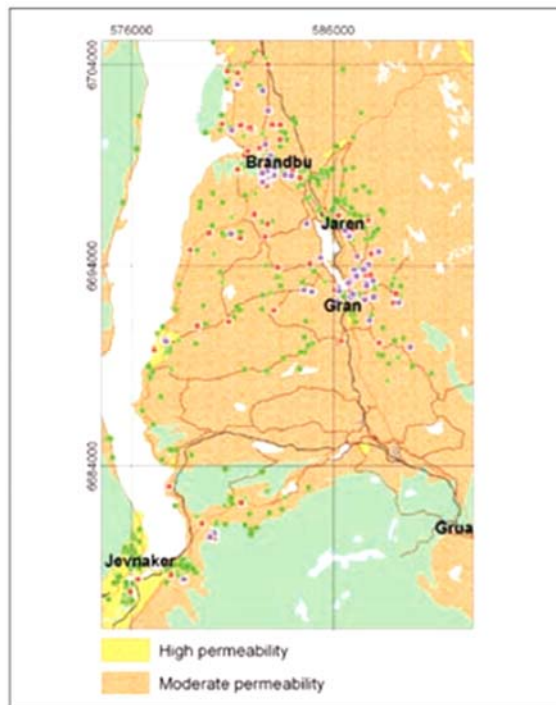 576000 586000
6704000
Brandbu
Jaren
6694000
Gran
6684000
Grua
Jevnaker
High permeability
Moderate permeability